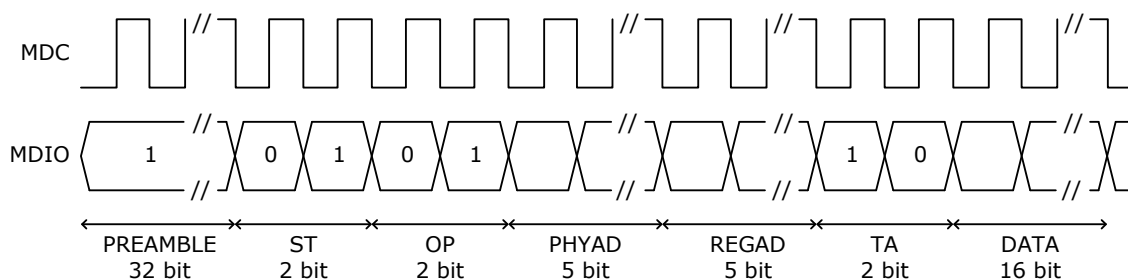 MDC
//
//
//
//
MDIO
//
1
0
1
0
1
//
//
1
0
//
//
//
//
//
PREAMBLE
32 bit
ST
2 bit
OP
2 bit
PHYAD
5 bit
REGAD
5 bit
TA
2 bit
DATA
16 bit